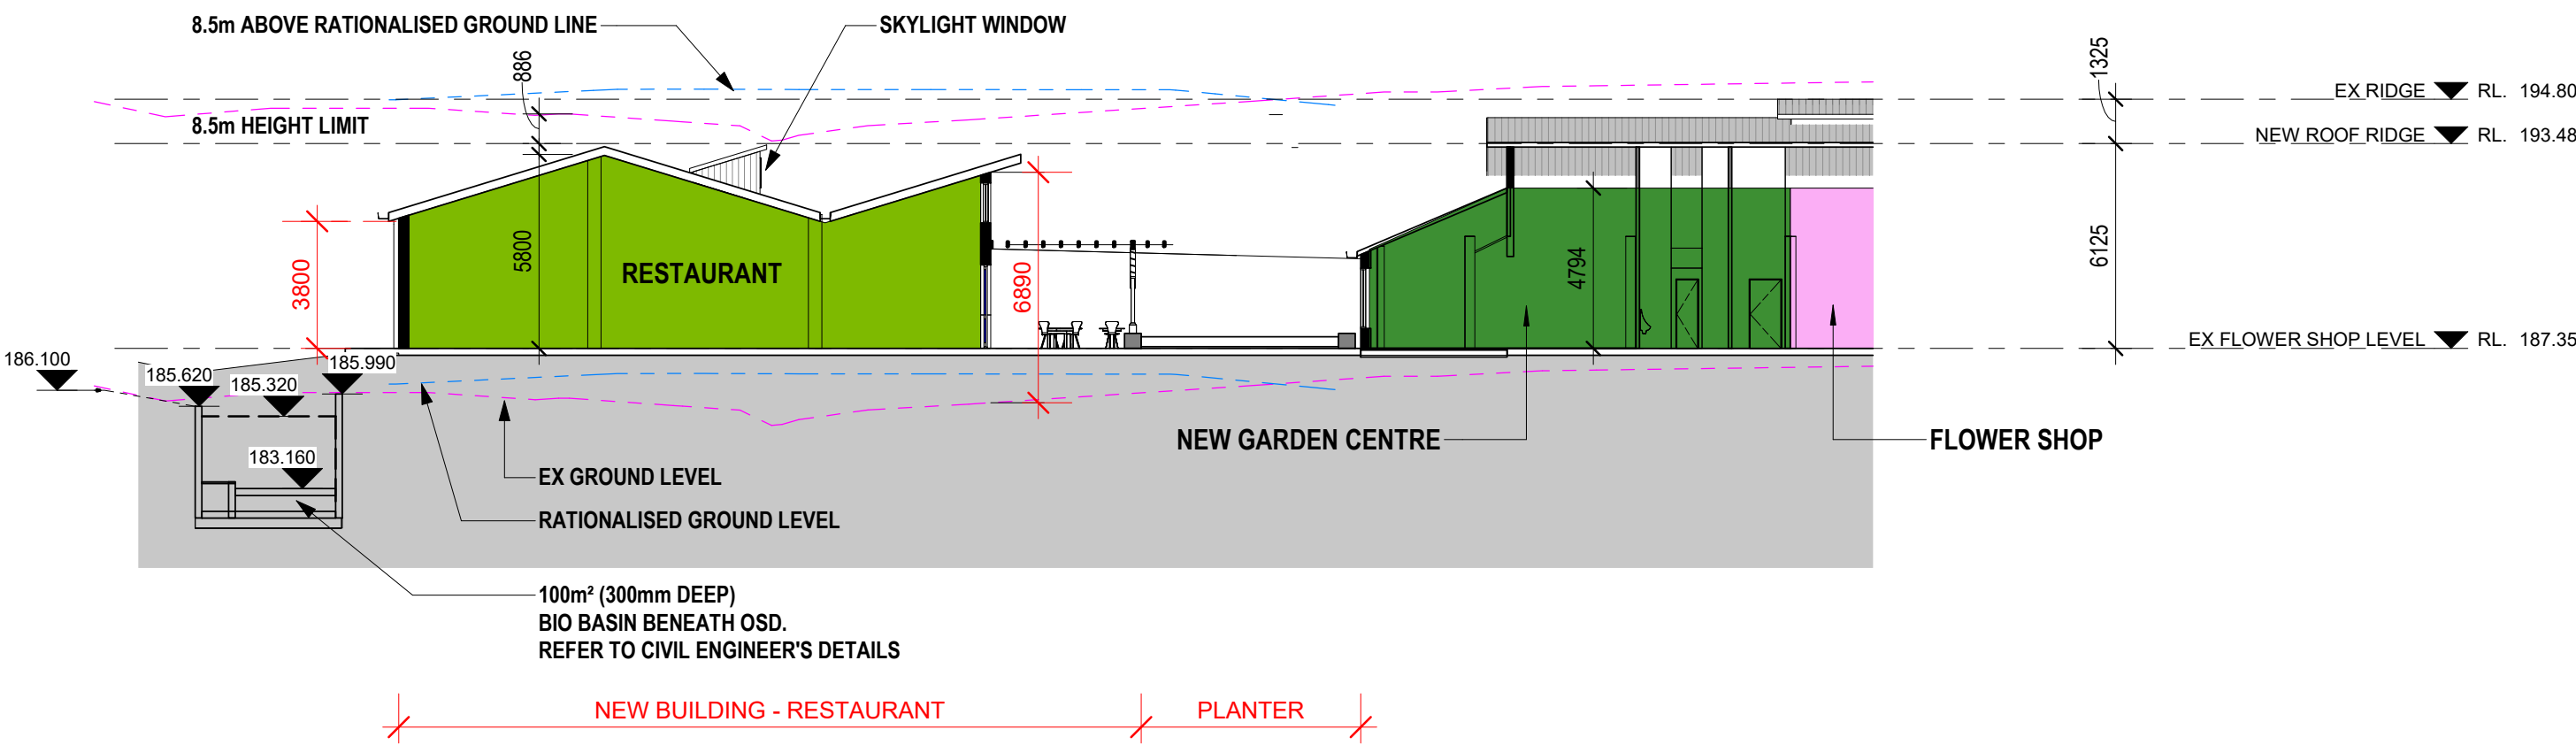 8.5m ABOVE RATIONALISED GROUND LINE
SKYLIGHT WINDOW
886
1325
EX RIDGE RL. 194.80
8.5m HEIGHT LIMIT
NEW ROOF RIDGE RL. 193.48
3800
5800
RESTAURANT
6890
4794
6125
EX FLOWER SHOP LEVEL RL. 187.35
186.100
185.620
185.320
185.990
183.160
NEW GARDEN CENTRE
FLOWER SHOP
EX GROUND LEVEL
RATIONALISED GROUND LEVEL
100m² (300mm DEEP)
BIO BASIN BENEATH OSD.
REFER TO CIVIL ENGINEER'S DETAILS
NEW BUILDING - RESTAURANT
PLANTER